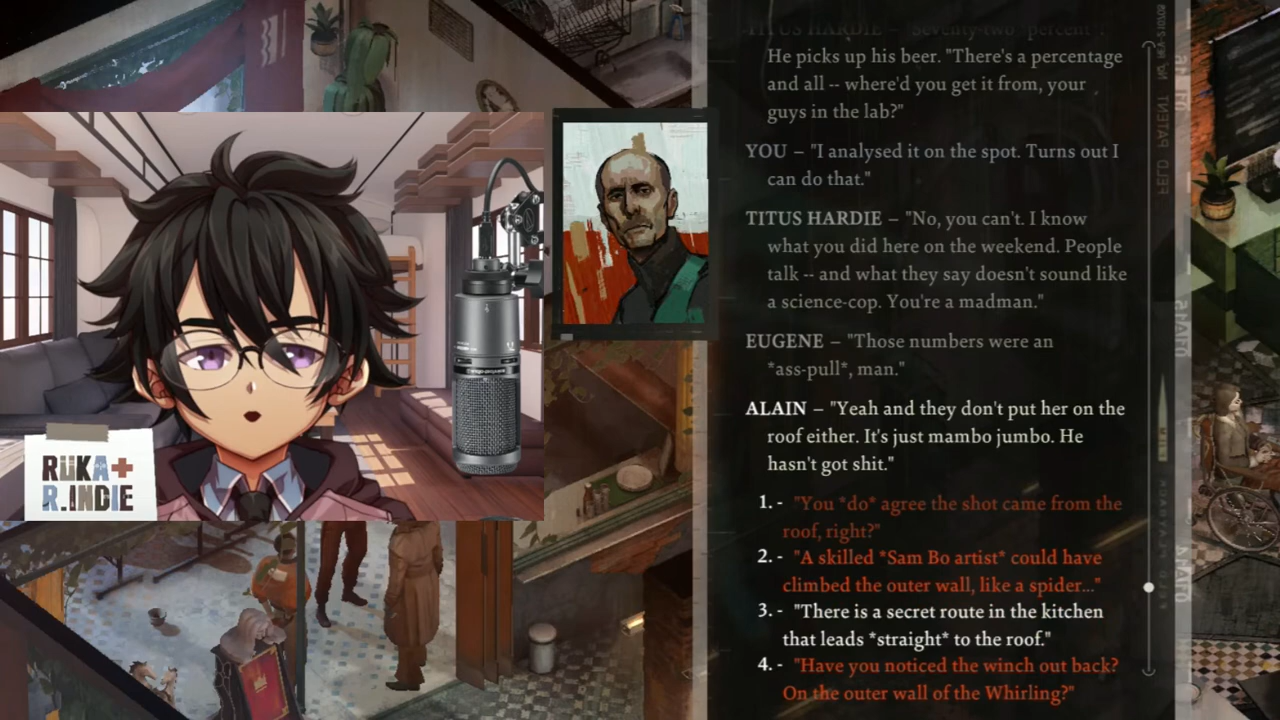 TITUS HARDIE – "Seventy-two percent".
He picks up his beer. "There's a percentage
and all -- where'd you get it from, your
guys in the lab?"
YOU – "I analysed it on the spot. Turns out I
can do that."
TITUS HARDIE – "No, you can't. I know
what you did here on the weekend. People
talk -- and what they say doesn't sound like
a science-cop. You're a madman."
EUGENE – "Those numbers were an
*ass-pull*, man."
ALAIN – "Yeah and they don't put her on the
roof either. It's just mambo jumbo. He
hasn't got shit."
1. - "You *do* agree the shot came from the
roof, right?"
2. - "A skilled *Sam Bo artist* could have
climbed the outer wall, like a spider..."
3. - "There is a secret route in the kitchen
that leads *straight* to the roof."
4. - "Have you noticed the winch out back?
On the outer wall of the Whirling?"
RUKA+
R.INDIE